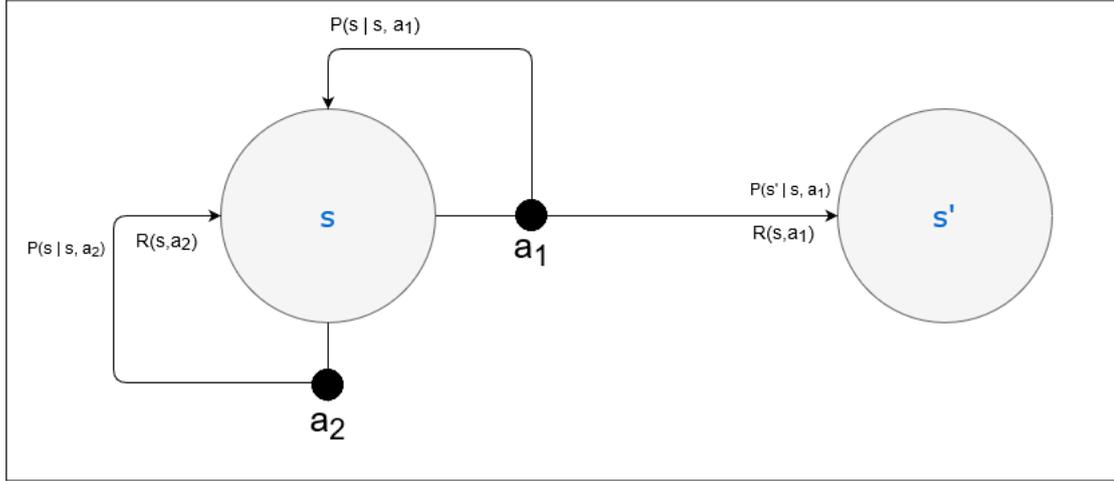 P(s | s, a₁)
P(s' | s, a₁)
s
s'
R(s,a₂)
P(s | s, a₂)
R(s,a₁)
a₁
a₂